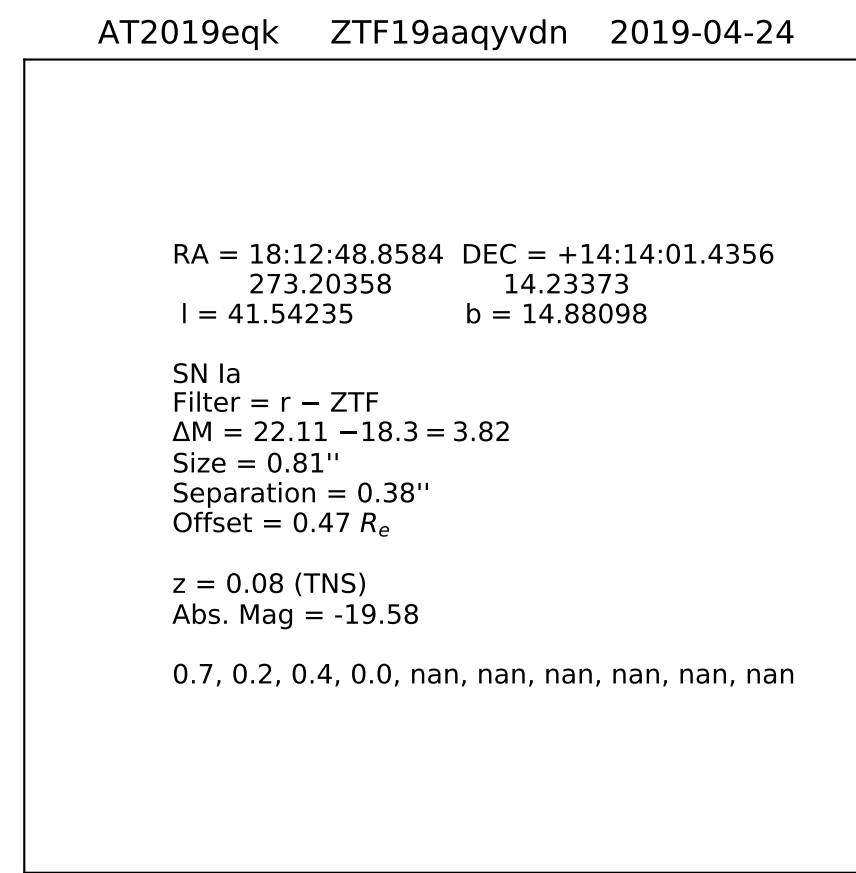 AT2019eqk ZTF19aaqyvdn 2019-04-24
RA = 18:12:48.8584 DEC = +14:14:01.4356
273.20358 14.23373
l = 41.54235 b = 14.88098
SN Ia
Filter = r − ZTF
ΔM = 22.11 −18.3 = 3.82
Size = 0.81''
Separation = 0.38''
Offset = 0.47 Rₑ
z = 0.08 (TNS)
Abs. Mag = -19.58
0.7, 0.2, 0.4, 0.0, nan, nan, nan, nan, nan, nan